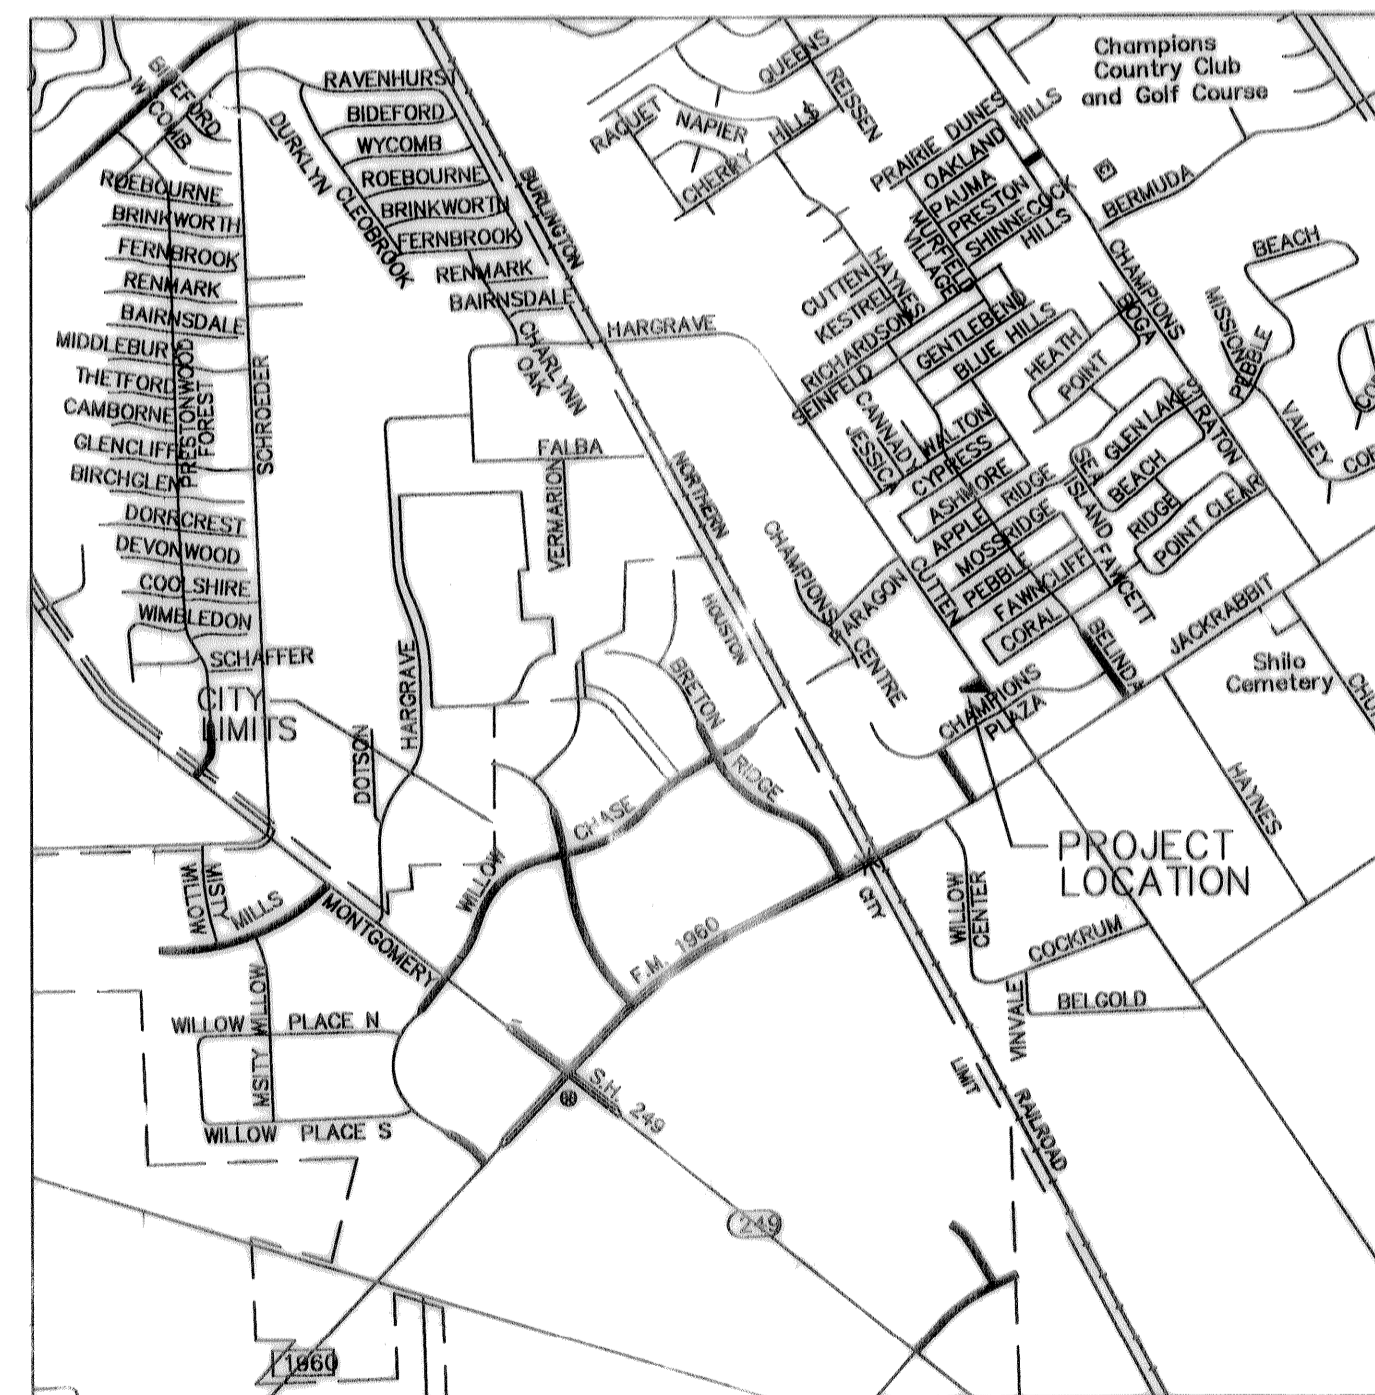 Champions
Country Club
and Golf Course
QUEENS
REISSEN
BIDEFORD
WYCOMB
RAVENHURST
BIDEFORD
WYCOMB
ROEBOURNE
BRINKWORTH
FERNBROOK
RENMARK
BAIRNSDALE
DURKLYN
CLEOBROOK
BURLINGTON
RAQUET
NAPIER
CHERRY HILLS
PRAIRIE DUNES
HILLS
OAKLAND
PAUMA
PRESTON
SHINNECOCK
HILLS
BERMUDA
MURFIELD
VILLAGE
ROEBOURNE
BRINKWORTH
FERNBROOK
RENMARK
BAIRNSDALE
MIDDLEBURY
THETFORD
CAMBORNE
GLENCLIFF
BIRCHGLEN
DORRCREST
DEVONWOOD
COOLSHIRE
WIMBLEDON
SCHAFFER
PRESTONWOOD
FOREST
SCHROEDER
CHARLYNN
OAK
HARGRAVE
HAYNES
CUTTEN
KESTREL
RICHARDSONS
SEINFELD
GENTLEBEND
BLUE HILLS
HEATH
POINT
BOGA
CHAMPIONS
BEACH
MISSION
PEBBLE
VALLEY
CANNADY
JESSICA
WALTON
CYPRESS
ASHMORE
APPLE RIDGE
MOSSRIDGE
PEBBLE
FAWNCLIFF
CORAL
SEA
ISLAND
FAWCETT
GLEN LAKES
STRATON
BEACH
RIDGE
POINT CLEAR
FALBA
VERMARION
NORTHERN
HOUSTON
CHAMPIONS
CENTRE
PARAGON
CUTTEN
BELINDA
JACKRABBIT
Shilo
Cemetery
CITY
LIMITS
HARGRAVE
DOTSON
BRETON
RIDGE
CHAMPIONS
PLAZA
HAYNES
PROJECT
LOCATION
WILLOW
CHASE
MISTY
WILLOW
MILLS
MONTGOMERY
F.M. 1960
CITY
WILLOW
CENTER
COCKRUM
VINVALE
BELGOLD
MSITY WILLOW
WILLOW PLACE N
WILLOW PLACE S
S.H. 249
LIMIT
RAILROAD
249
1960